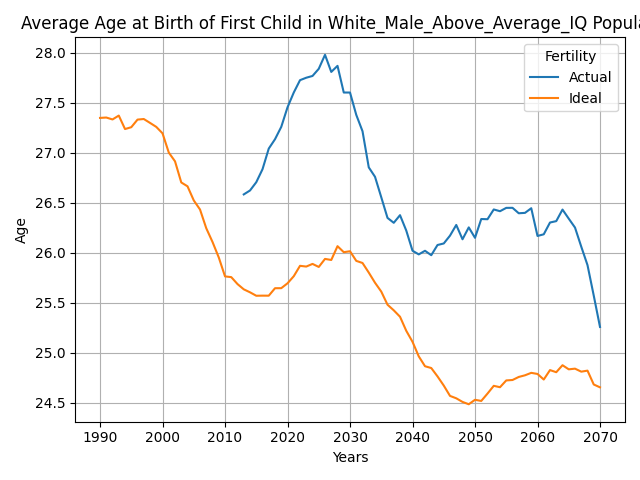 Average Age at Birth of First Child in White_Male_Above_Average_IQ
Fertility
Actual
Ideal
28.0
27.5
27.0
26.5
26.0
25.5
25.0
24.5
Age
1990 2000 2010 2020 2030 2040 2050 2060 2070
Years